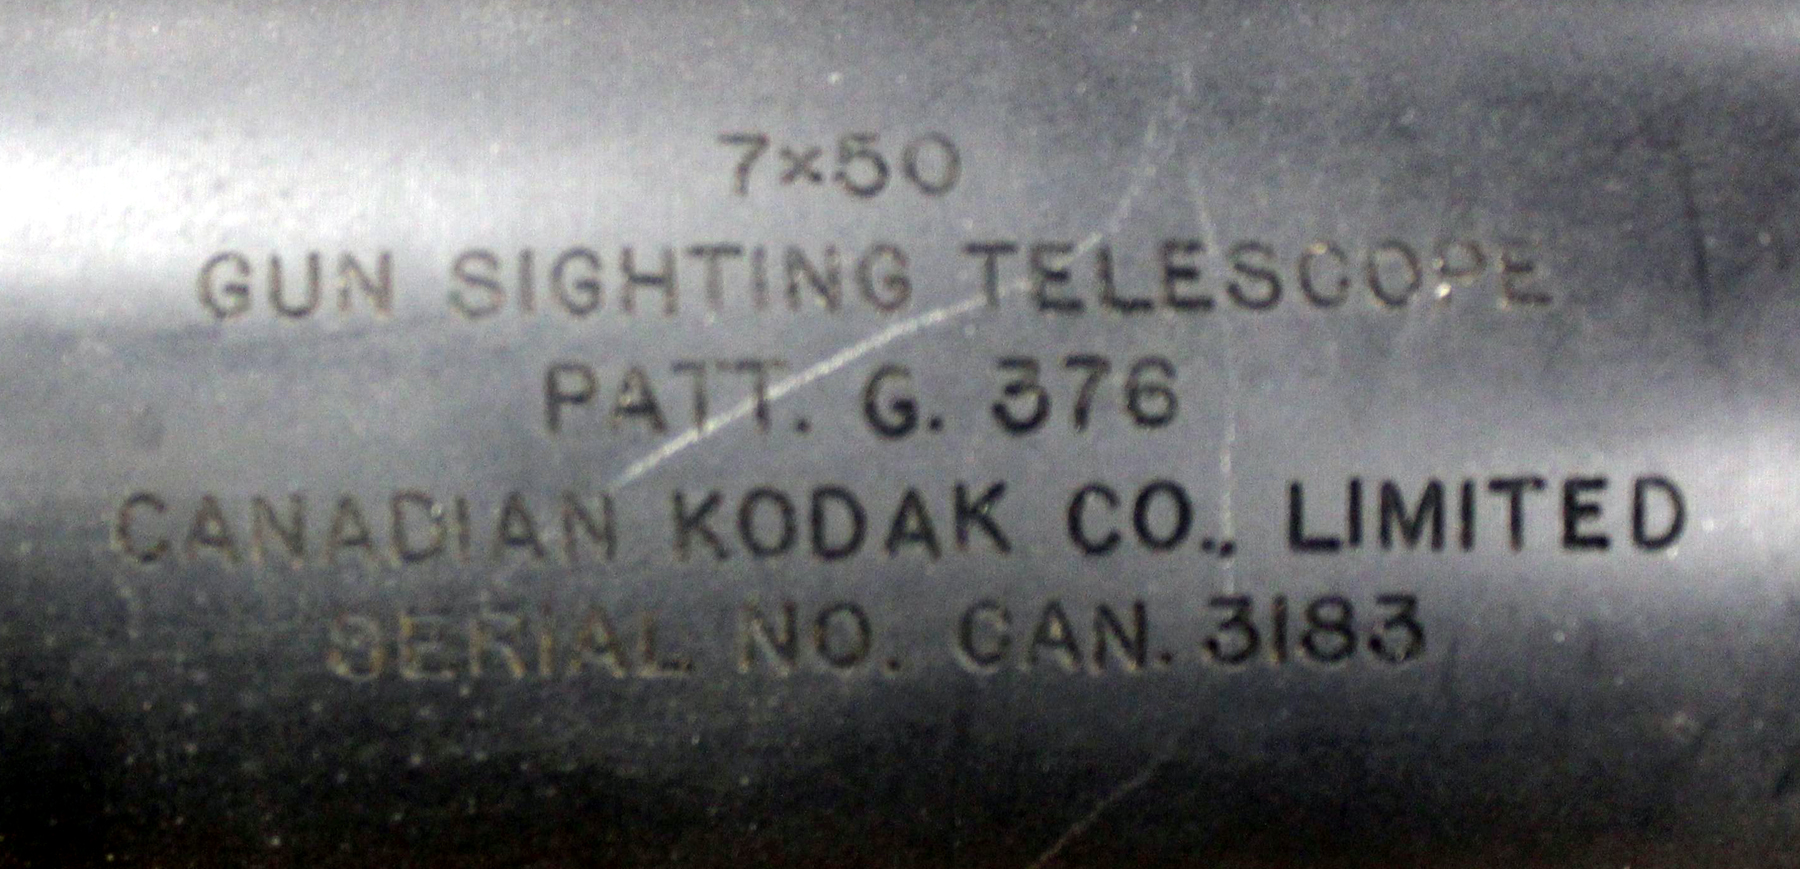 7×50
GUN SIGHTING TELESCOPE
PATT. G. 376
CANADIAN KODAK CO., LIMITED
SERIAL NO. CAN. 3183